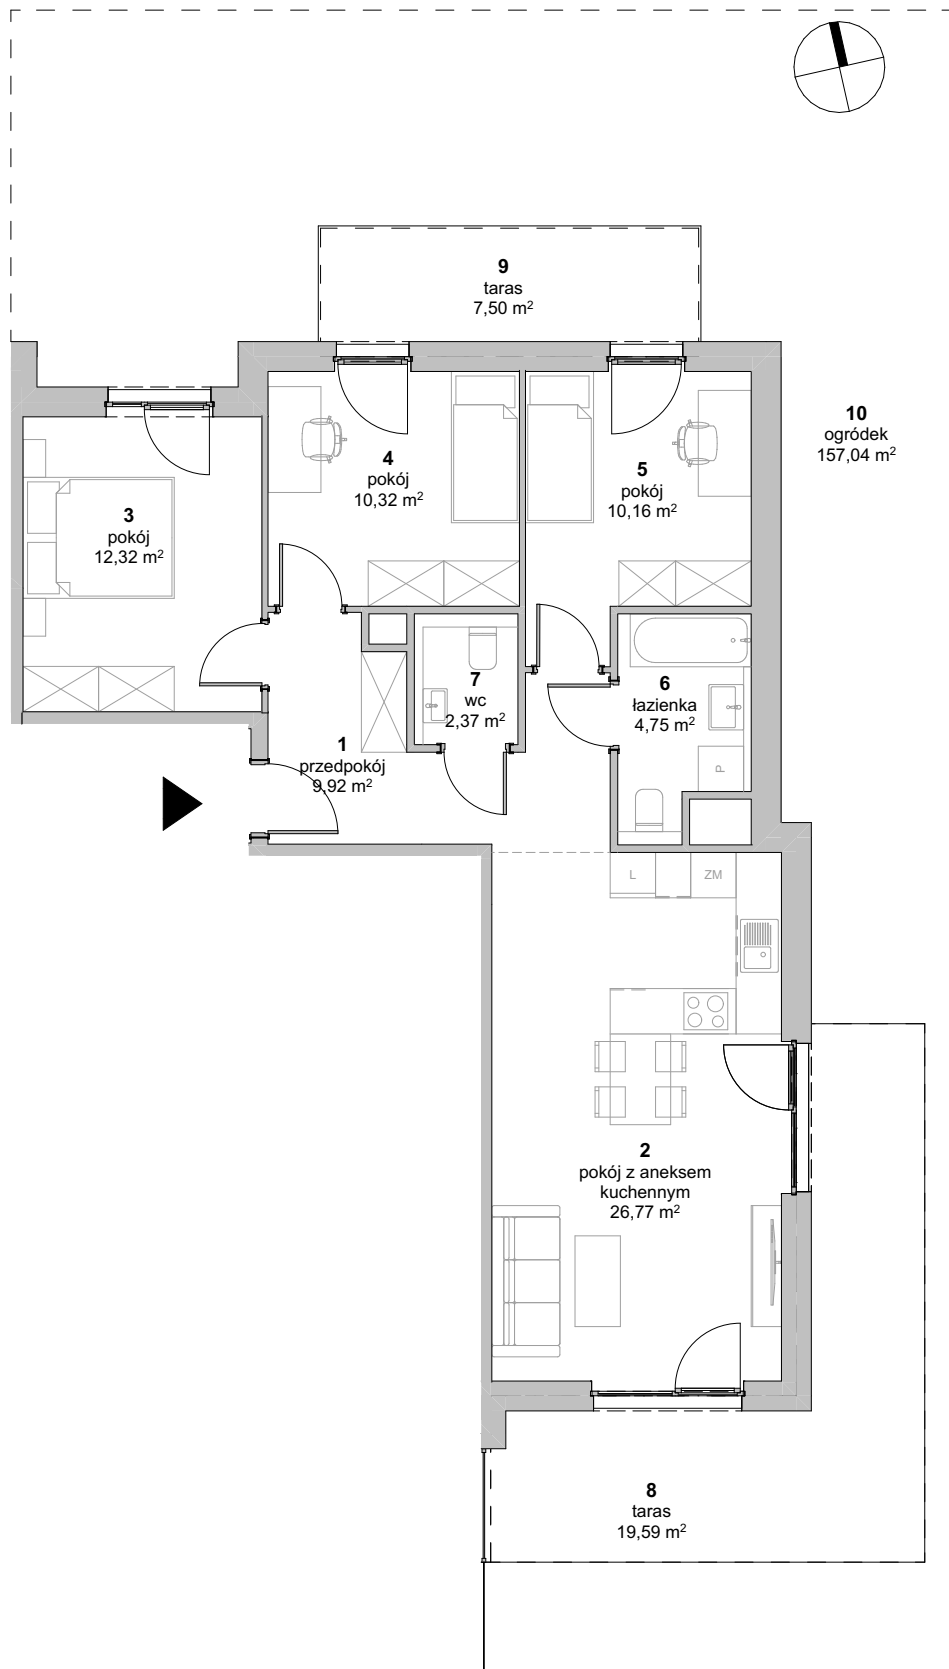 9
taras
7,50 m²
10
ogródek
157,04 m²
4
pokój
10,32 m²
5
pokój
10,16 m²
3
pokój
12,32 m²
7
wc
2,37 m²
6
łazienka
4,75 m²
P
1
przedpokój
9,92 m²
L
ZM
2
pokój z aneksem
kuchennym
26,77 m²
8
taras
19,59 m²